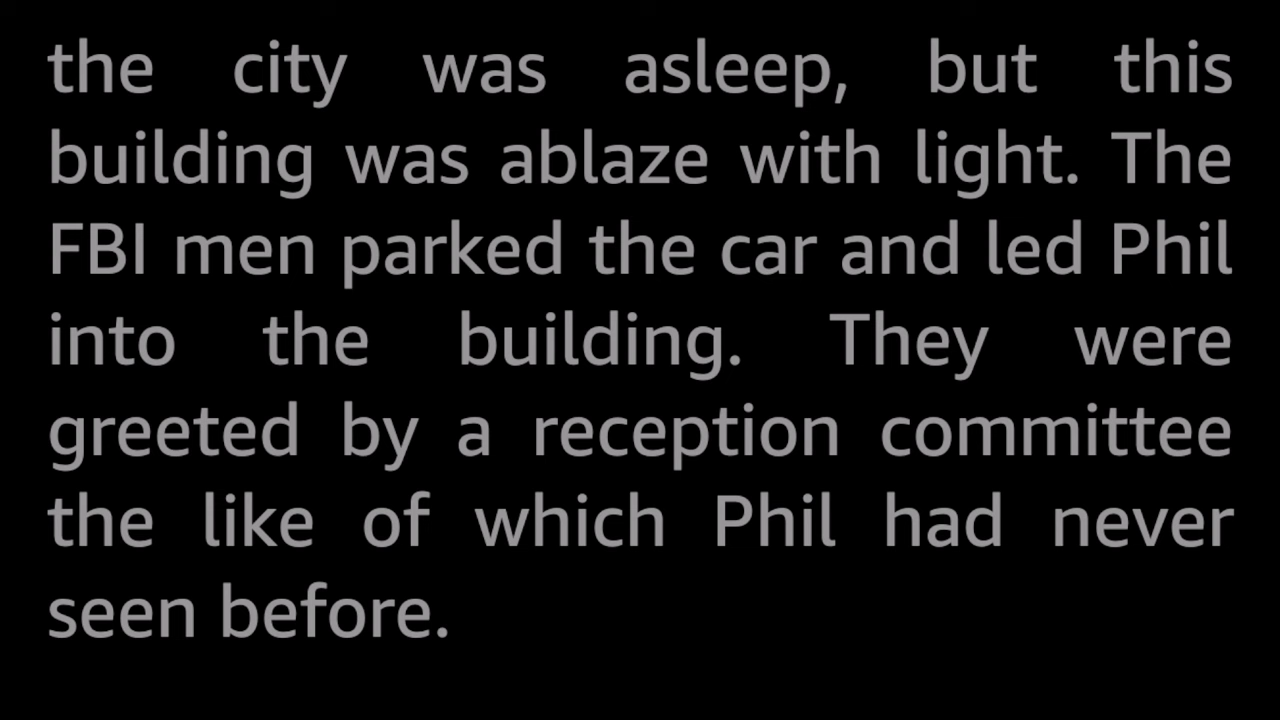 the city was asleep, but this
building was ablaze with light. The
FBI men parked the car and led Phil
into the building. They were
greeted by a reception committee
the like of which Phil had never
seen before.